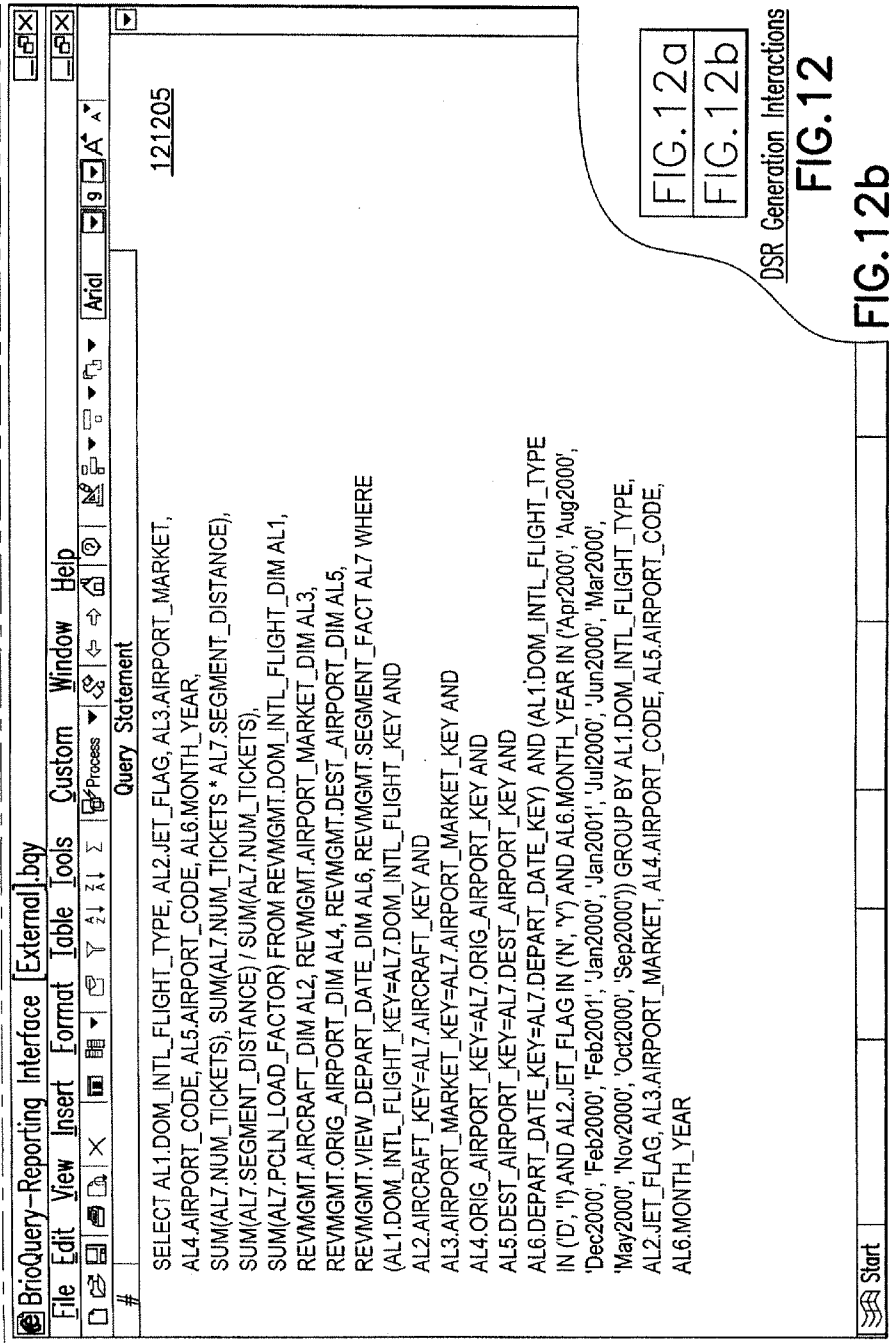 BrioQuery-Reporting Interface [External].bqy
File Edit View Insert Format Table Tools Custom Window Help
Process Arial 9 A A
# Query Statement
121205
SELECT AL1.DOM_INTL_FLIGHT_TYPE, AL2.JET_FLAG, AL3.AIRPORT_MARKET,
AL4.AIRPORT_CODE, AL5.AIRPORT_CODE, AL6.MONTH_YEAR,
SUM(AL7.NUM_TICKETS), SUM(AL7.NUM_TICKETS * AL7.SEGMENT_DISTANCE),
SUM(AL7.SEGMENT_DISTANCE) / SUM(AL7.NUM_TICKETS),
SUM(AL7.PCLN_LOAD_FACTOR) FROM REVMGMT.DOM_INTL_FLIGHT_DIM AL1,
REVMGMT.AIRCRAFT_DIM AL2, REVMGMT.AIRPORT_MARKET_DIM AL3,
REVMGMT.ORIG_AIRPORT_DIM AL4, REVMGMT.DEST_AIRPORT_DIM AL5,
REVMGMT.VIEW_DEPART_DATE_DIM AL6, REVMGMT.SEGMENT_FACT AL7 WHERE
(AL1.DOM_INTL_FLIGHT_KEY=AL7.DOM_INTL_FLIGHT_KEY AND
AL2.AIRCRAFT_KEY=AL7.AIRCRAFT_KEY AND
AL3.AIRPORT_MARKET_KEY=AL7.AIRPORT_MARKET_KEY AND
AL4.ORIG_AIRPORT_KEY=AL7.ORIG_AIRPORT_KEY AND
AL5.DEST_AIRPORT_KEY=AL7.DEST_AIRPORT_KEY AND
AL6.DEPART_DATE_KEY=AL7.DEPART_DATE_KEY) AND (AL1.DOM_INTL_FLIGHT_TYPE
IN ('D', 'I') AND AL2.JET_FLAG IN ('N', 'Y') AND AL6.MONTH_YEAR IN ('Apr2000', 'Aug2000',
'Dec2000', 'Feb2000', 'Feb2001', 'Jan2000', 'Jan2001', 'Jul2000', 'Jun2000', 'Mar2000',
'May2000', 'Nov2000', 'Oct2000', 'Sep2000')) GROUP BY AL1.DOM_INTL_FLIGHT_TYPE,
AL2.JET_FLAG, AL3.AIRPORT_MARKET, AL4.AIRPORT_CODE, AL5.AIRPORT_CODE,
AL6.MONTH_YEAR
Start
FIG.12a
FIG.12b
DSR Generation Interactions
FIG.12
FIG.12b